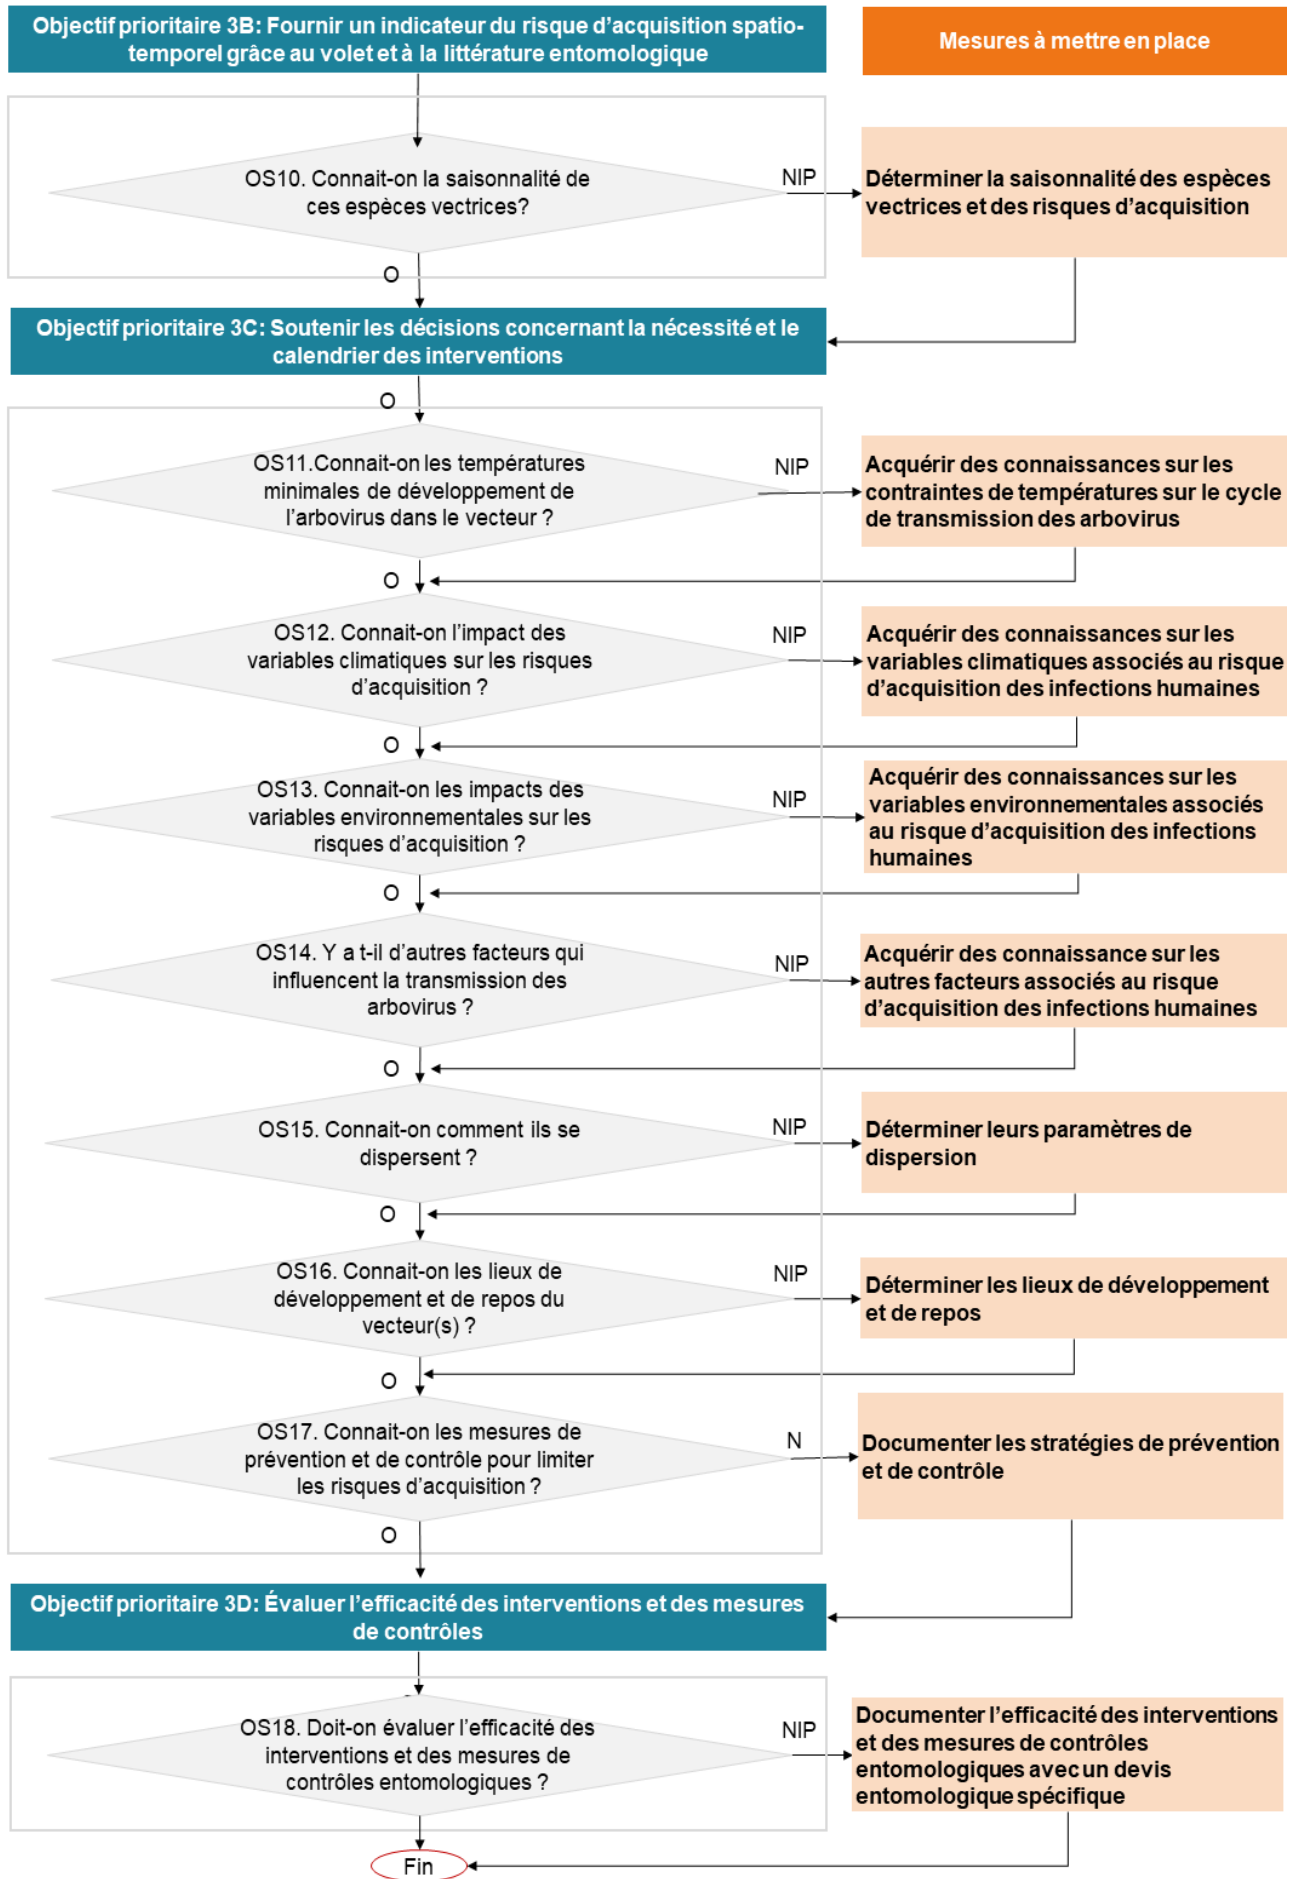 Objectif prioritaire 3B: Fournir un indicateur du risque d'acquisition spatio-
temporel grâce au volet et à la littérature entomologique
Mesures à mettre en place
OS10. Connait-on la saisonnalité de
ces espèces vectrices?
NIP
Déterminer la saisonnalité des espèces
vectrices et des risques d'acquisition
O
Objectif prioritaire 3C: Soutenir les décisions concernant la nécessité et le
calendrier des interventions
O
OS11.Connait-on les températures
minimales de développement de
l'arbovirus dans le vecteur ?
NIP
Acquérir des connaissances sur les
contraintes de températures sur le cycle
de transmission des arbovirus
O
OS12. Connait-on l'impact des
variables climatiques sur les risques
d'acquisition ?
NIP
Acquérir des connaissances sur les
variables climatiques associés au risque
d'acquisition des infections humaines
O
OS13. Connait-on les impacts des
variables environnementales sur les
risques d'acquisition ?
NIP
Acquérir des connaissances sur les
variables environnementales associés
au risque d'acquisition des infections
humaines
O
OS14. Y a t-il d'autres facteurs qui
influencent la transmission des
arbovirus ?
NIP
Acquérir des connaissance sur les
autres facteurs associés au risque
d'acquisition des infections humaines
O
OS15. Connait-on comment ils se
dispersent ?
NIP
Déterminer leurs paramètres de
dispersion
O
OS16. Connait-on les lieux de
développement et de repos du
vecteur(s) ?
NIP
Déterminer les lieux de développement
et de repos
O
OS17. Connait-on les mesures de
prévention et de contrôle pour limiter
les risques d'acquisition ?
N
Documenter les stratégies de prévention
et de contrôle
O
Objectif prioritaire 3D: Évaluer l'efficacité des interventions et des mesures
de contrôles
OS18. Doit-on évaluer l'efficacité des
interventions et des mesures de
contrôles entomologiques ?
NIP
Documenter l'efficacité des interventions
et des mesures de contrôles
entomologiques avec un devis
entomologique spécifique
Fin